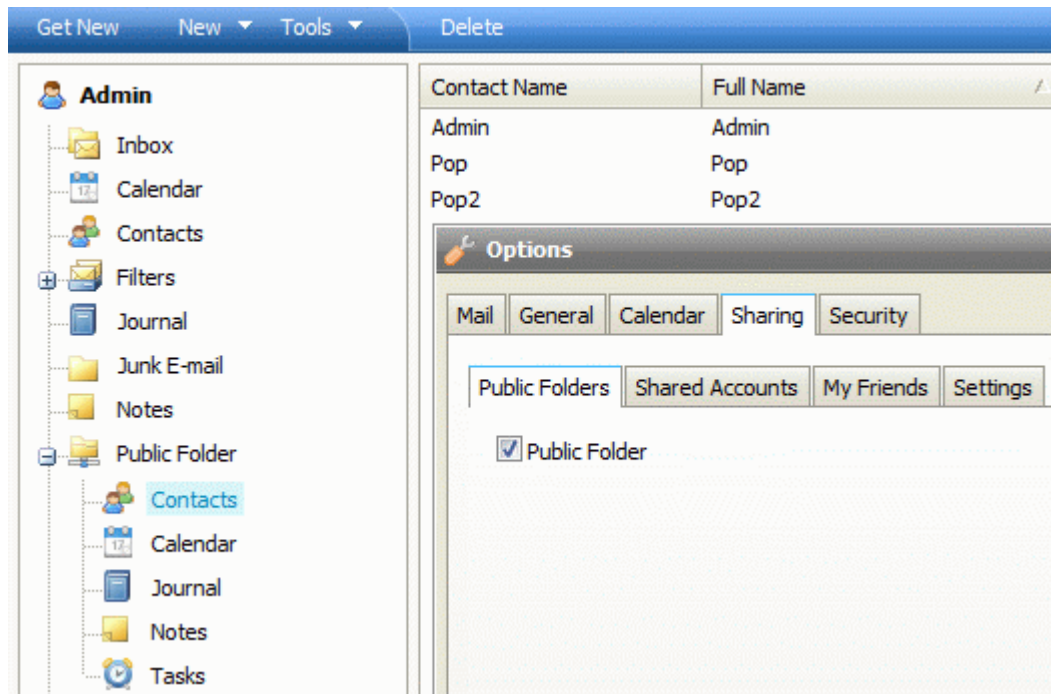 Get New New Tools Delete
Admin
Inbox
Calendar
Contacts
Filters
Journal
Junk E-mail
Notes
Public Folder
Contacts
Calendar
Journal
Notes
Tasks
Contact Name Full Name
Admin Admin
Pop Pop
Pop2 Pop2
Options
Mail General Calendar Sharing Security
Public Folders Shared Accounts My Friends Settings
Public Folder